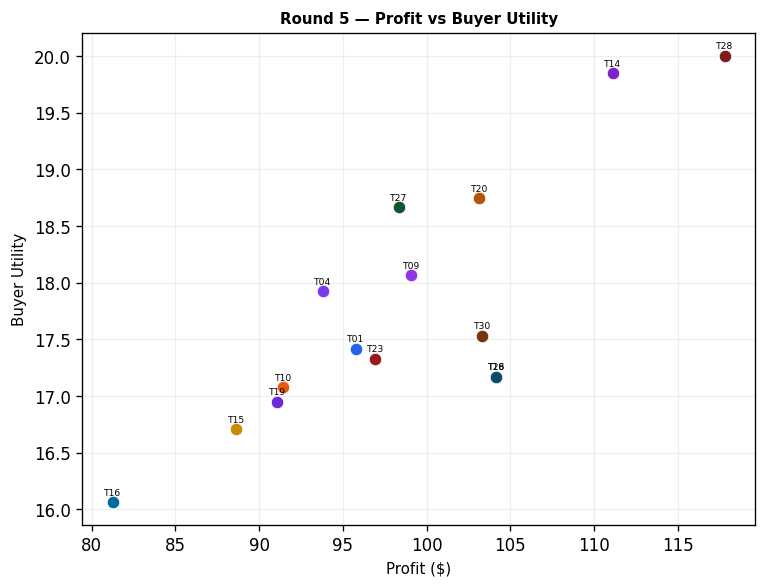 Round 5 — Profit vs Buyer Utility
T28
T14
T20
T27
T09
T04
T30
T01
T23
T10
T19
T15
T16
20.0
19.5
19.0
18.5
18.0
17.5
17.0
16.5
16.0
Buyer Utility
80 85 90 95 100 105 110 115
Profit ($)